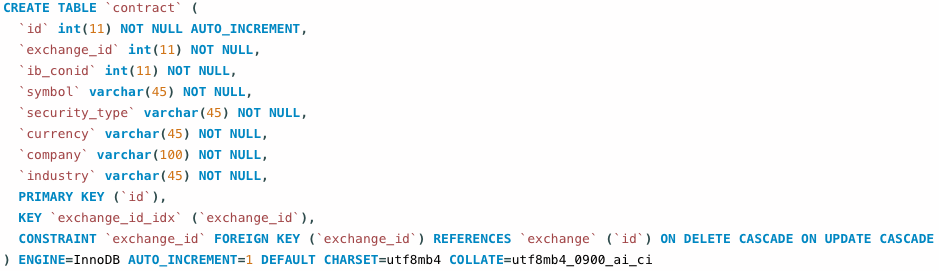 CREATE TABLE `contract` (
  `id` int(11) NOT NULL AUTO_INCREMENT,
  `exchange_id` int(11) NOT NULL,
  `ib_conid` int(11) NOT NULL,
  `symbol` varchar(45) NOT NULL,
  `security_type` varchar(45) NOT NULL,
  `currency` varchar(45) NOT NULL,
  `company` varchar(100) NOT NULL,
  `industry` varchar(45) NOT NULL,
  PRIMARY KEY (`id`),
  KEY `exchange_id_idx` (`exchange_id`),
  CONSTRAINT `exchange_id` FOREIGN KEY (`exchange_id`) REFERENCES `exchange` (`id`) ON DELETE CASCADE ON UPDATE CASCADE
) ENGINE=InnoDB AUTO_INCREMENT=1 DEFAULT CHARSET=utf8mb4 COLLATE=utf8mb4_0900_ai_ci